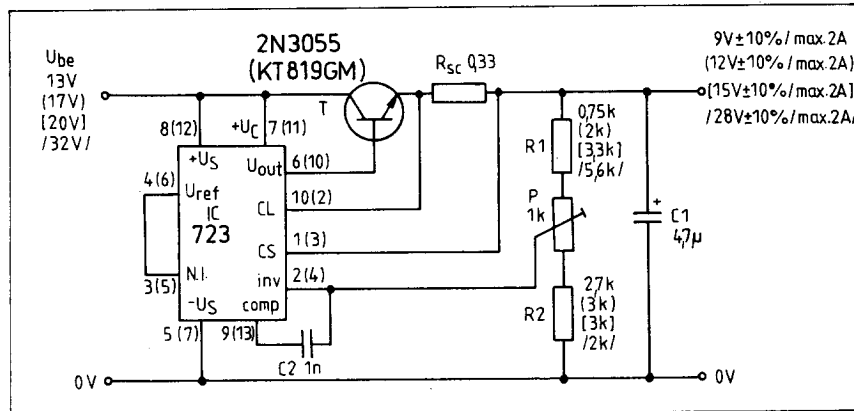 Ube
13V
(17V)
[20V]
/32V/
2N3055
(KT819GM)
T
Rsc 0,33
9V±10%/max.2A
(12V±10%/max.2A)
[15V±10%/max.2A]
/28V±10%/max.2A/
8(12)
+Uc
7(11)
+Us
Uout
6(10)
4(6)
Uref
IC
723
CL
10(2)
CS
1(3)
N.I.
inv
2(4)
3(5)
-Us
comp
5(7)
9(13)
C2 1n
R1
0,75k
(2k)
[3,3k]
/5,6k/
P
1k
R2
2,7k
(3k)
[3k]
/2k/
+
C1
4,7µ
0V
0V